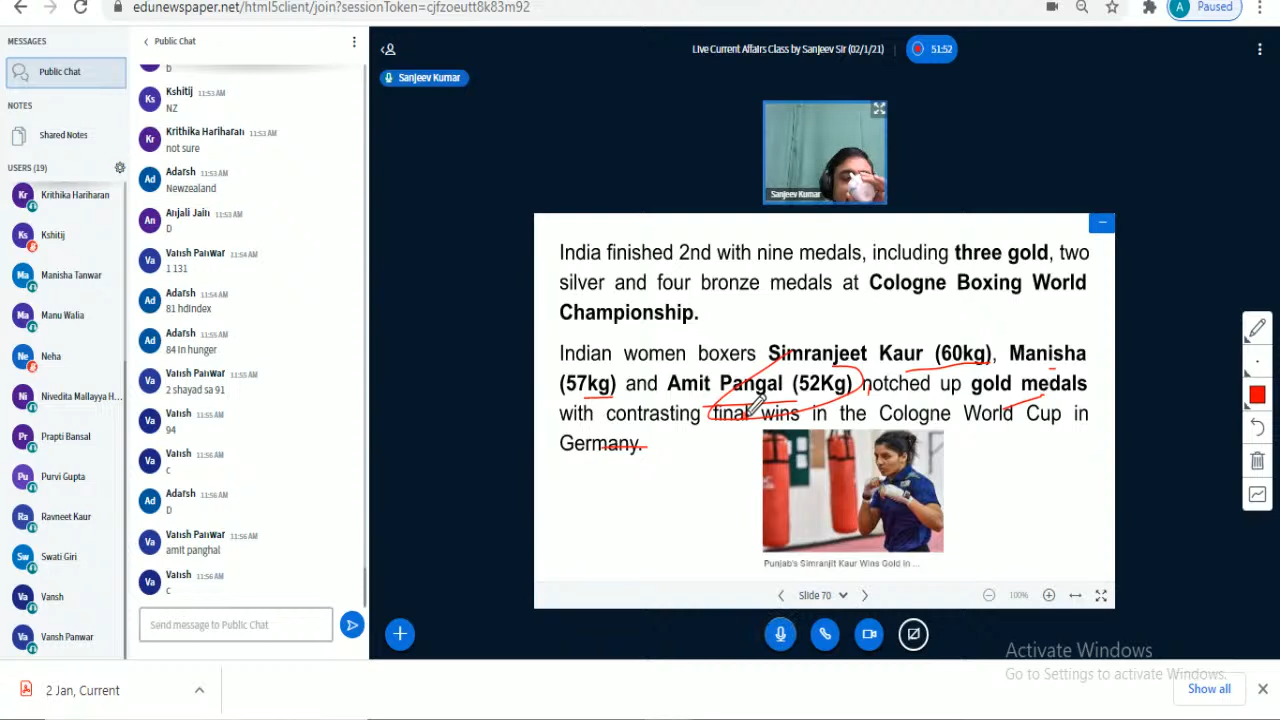 edunewspaper.net/html5client/join?sessionToken=cjfzoeutt8k83m92
A
Paused
MESSAGES
Public Chat
NOTES
Shared Notes
USERS (19)
Krithika Hariharan
Kshitij
Manisha Tanwar
Manu Walia
Neha
Nivedita Mallayya H...
Prapti Bansal
Purvi Gupta
Ravneet Kaur
Swati Giri
Vansh
Vansh Panwar
Public Chat
D
Kshitij 11:53 AM
NZ
Krithika Hariharan 11:53 AM
not sure
Adarsh 11:53 AM
Newzealand
Anjali Jain 11:53 AM
D
Vansh Panwar 11:54 AM
1 131
Adarsh 11:54 AM
81 hdindex
Adarsh 11:55 AM
84 in hunger
Vansh Panwar 11:55 AM
2 shayad sa 91
Vansh 11:55 AM
94
Vansh 11:56 AM
c
Adarsh 11:56 AM
D
Vansh Panwar 11:56 AM
amit panghal
Vansh 11:56 AM
c
Send message to Public Chat
Live Current Affairs Class by Sanjeev Sir (02/1/21)
51:52
Sanjeev Kumar
Sanjeev Kumar
India finished 2nd with nine medals, including three gold, two
silver and four bronze medals at Cologne Boxing World
Championship.
Indian women boxers Simranjeet Kaur (60kg), Manisha
(57kg) and Amit Pangal (52Kg) notched up gold medals
with contrasting final wins in the Cologne World Cup in
Germany.
Punjab's Simranjit Kaur Wins Gold in ...
Slide 70
100%
Activate Windows
Go to Settings to activate Windows.
2 Jan, Current
Show all